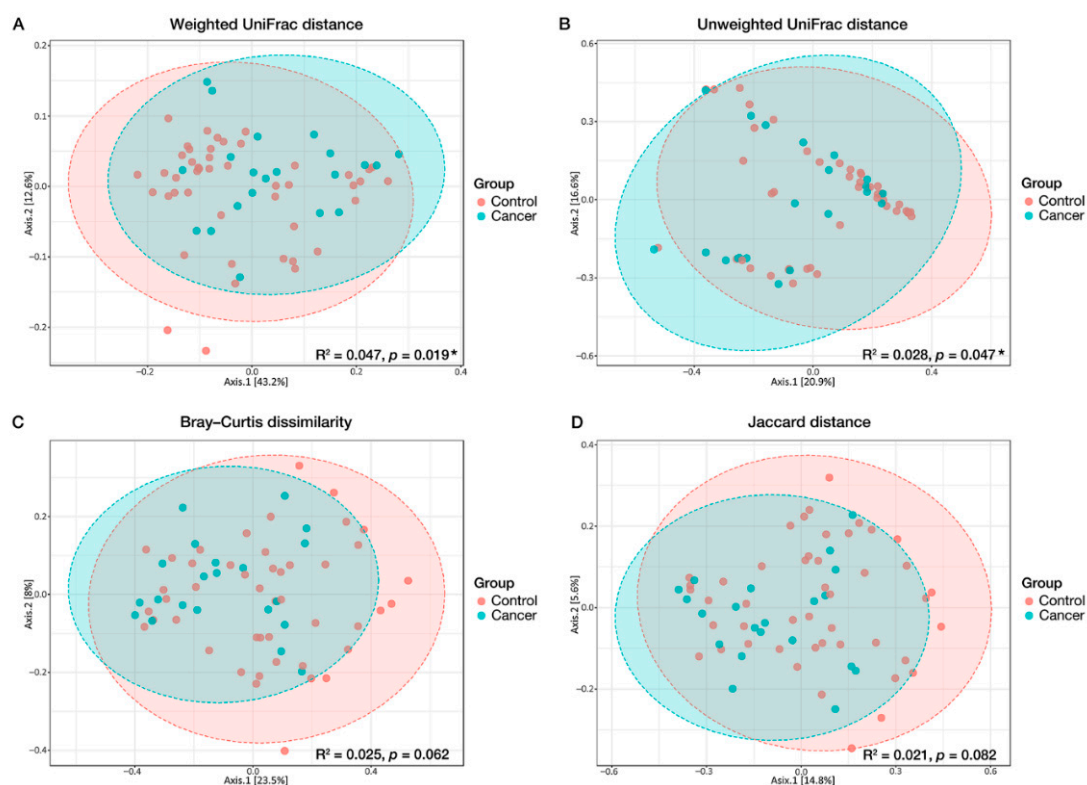 A
Weighted UniFrac distance
0.2
0.1
0.0
−0.1
−0.2
Axis.2 [12.6%]
−0.2
0.0
0.2
0.4
Axis.1 [43.2%]
R² = 0.047, p = 0.019*
Group
Control
Cancer
B
Unweighted UniFrac distance
0.6
0.3
0.0
−0.3
−0.6
Axis.2 [16.6%]
−0.4
0.0
0.4
Axis.1 [20.9%]
R² = 0.028, p = 0.047*
Group
Control
Cancer
C
Bray–Curtis dissimilarity
0.2
0.0
−0.2
−0.4
Axis.2 [8%]
−0.4
0.0
0.4
Axis.1 [23.5%]
R² = 0.025, p = 0.062
Group
Control
Cancer
D
Jaccard distance
0.4
0.2
0.0
−0.2
Axis.2 [5.6%]
−0.6
−0.3
0.0
0.3
0.6
Asix.1 [14.8%]
R² = 0.021, p = 0.082
Group
Control
Cancer